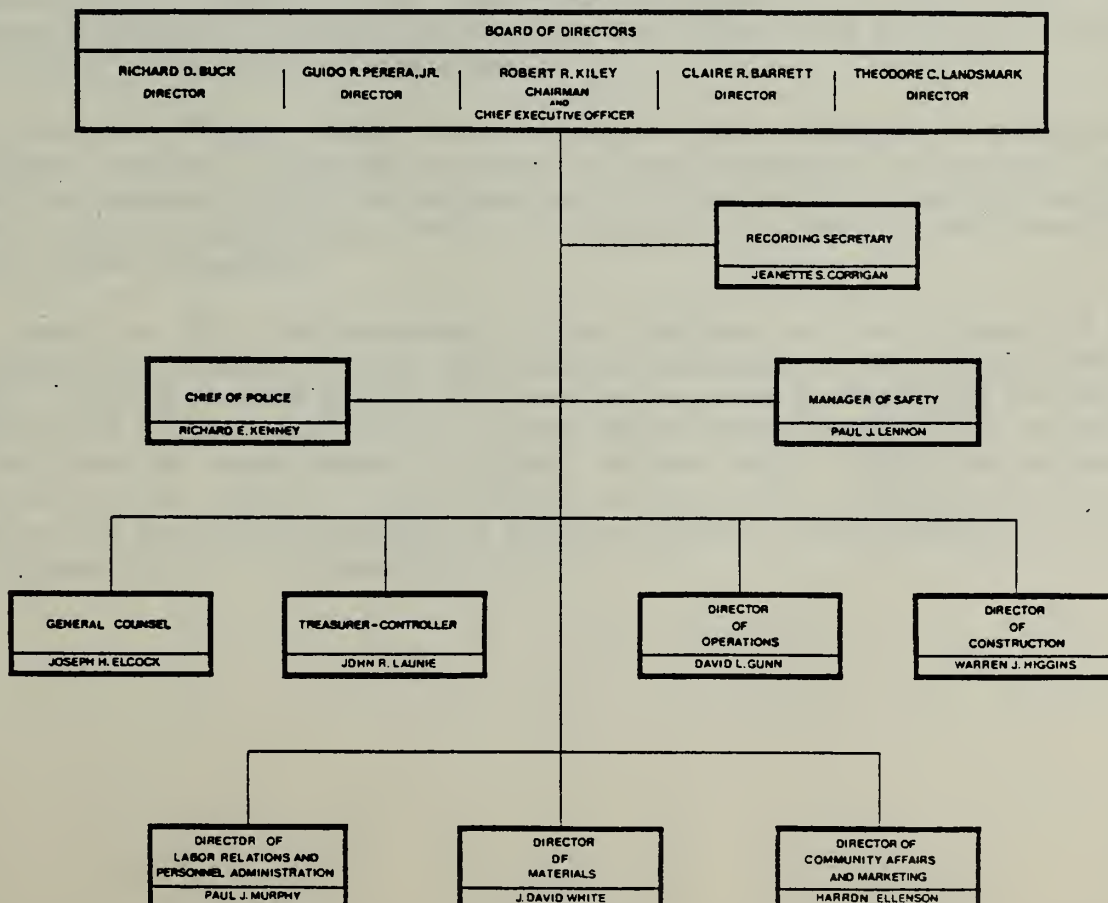 BOARD OF DIRECTORS
RICHARD D. BUCK
DIRECTOR
GUIDO R. PERERA, JR.
DIRECTOR
ROBERT R. KILEY
CHAIRMAN
AND
CHIEF EXECUTIVE OFFICER
CLAIRE R. BARRETT
DIRECTOR
THEODORE C. LANDSMARK
DIRECTOR
RECORDING SECRETARY
JEANETTE S. CORRIGAN
CHIEF OF POLICE
RICHARD E. KENNEY
MANAGER OF SAFETY
PAUL J. LENNON
GENERAL COUNSEL
JOSEPH H. ELCOCK
TREASURER-CONTROLLER
JOHN R. LAUNIE
DIRECTOR
OF
OPERATIONS
DAVID L. GUNN
DIRECTOR
OF
CONSTRUCTION
WARREN J. HIGGINS
DIRECTOR OF
LABOR RELATIONS AND
PERSONNEL ADMINISTRATION
PAUL J. MURPHY
DIRECTOR
OF
MATERIALS
J. DAVID WHITE
DIRECTOR OF
COMMUNITY AFFAIRS
AND MARKETING
HARRON ELLENSON